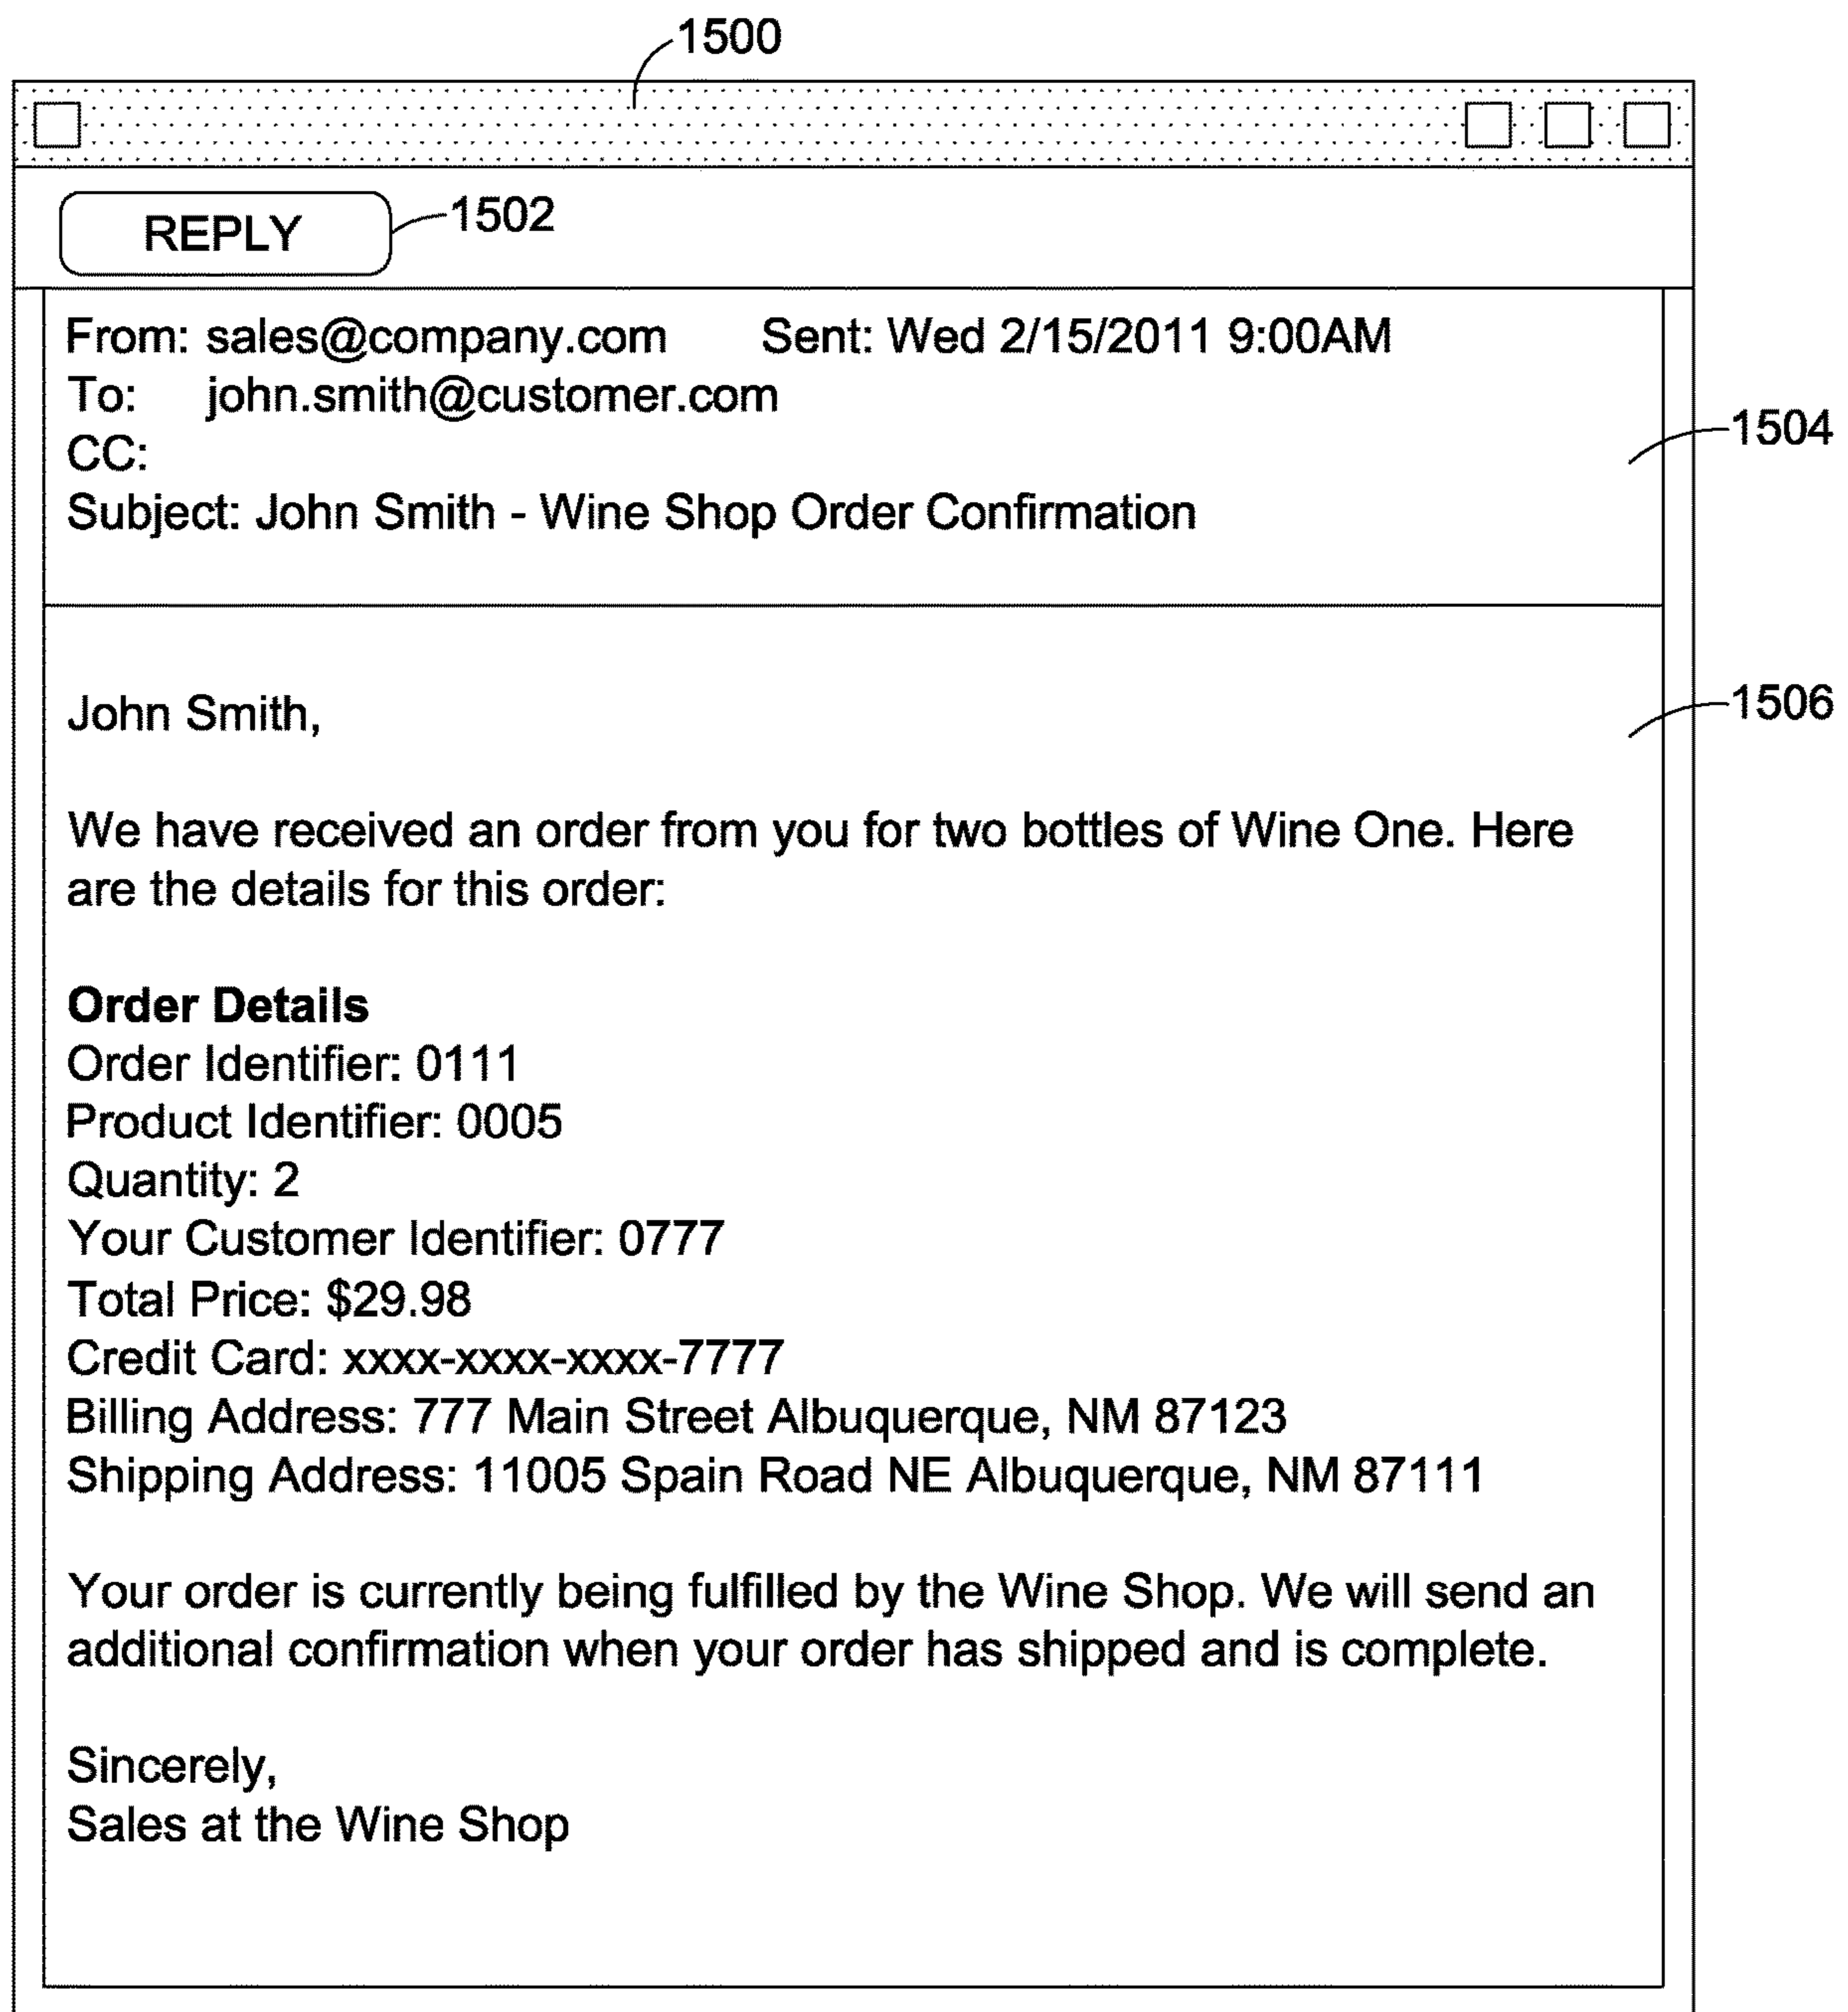 1500
REPLY
1502
From: sales@company.com Sent: Wed 2/15/2011 9:00AM
To: john.smith@customer.com
CC:
1504
Subject: John Smith - Wine Shop Order Confirmation
John Smith,
1506
We have received an order from you for two bottles of Wine One. Here
are the details for this order:
Order Details
Order Identifier: 0111
Product Identifier: 0005
Quantity: 2
Your Customer Identifier: 0777
Total Price: $29.98
Credit Card: xxxx-xxxx-xxxx-7777
Billing Address: 777 Main Street Albuquerque, NM 87123
Shipping Address: 11005 Spain Road NE Albuquerque, NM 87111
Your order is currently being fulfilled by the Wine Shop. We will send an
additional confirmation when your order has shipped and is complete.
Sincerely,
Sales at the Wine Shop